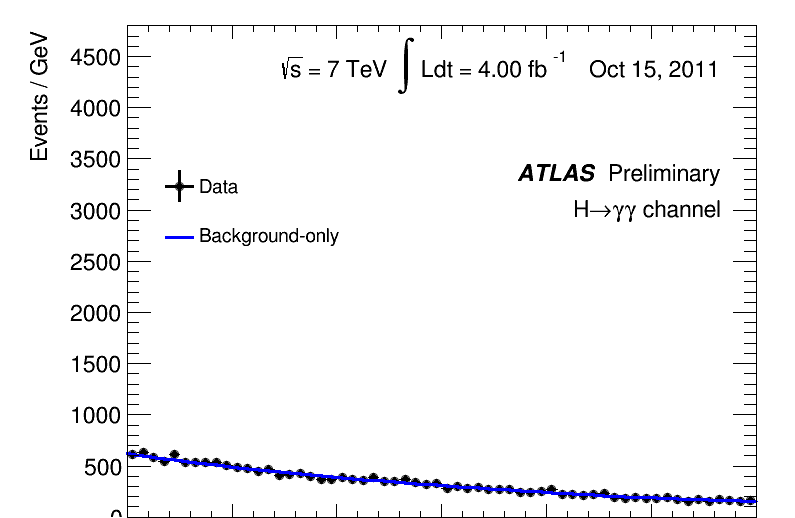 Events / GeV
4500
4000
3500
3000
2500
2000
1500
1000
500
0
√s = 7 TeV ∫ Ldt = 4.00 fb -1 Oct 15, 2011
ATLAS Preliminary
H→γγ channel
Data
Background-only